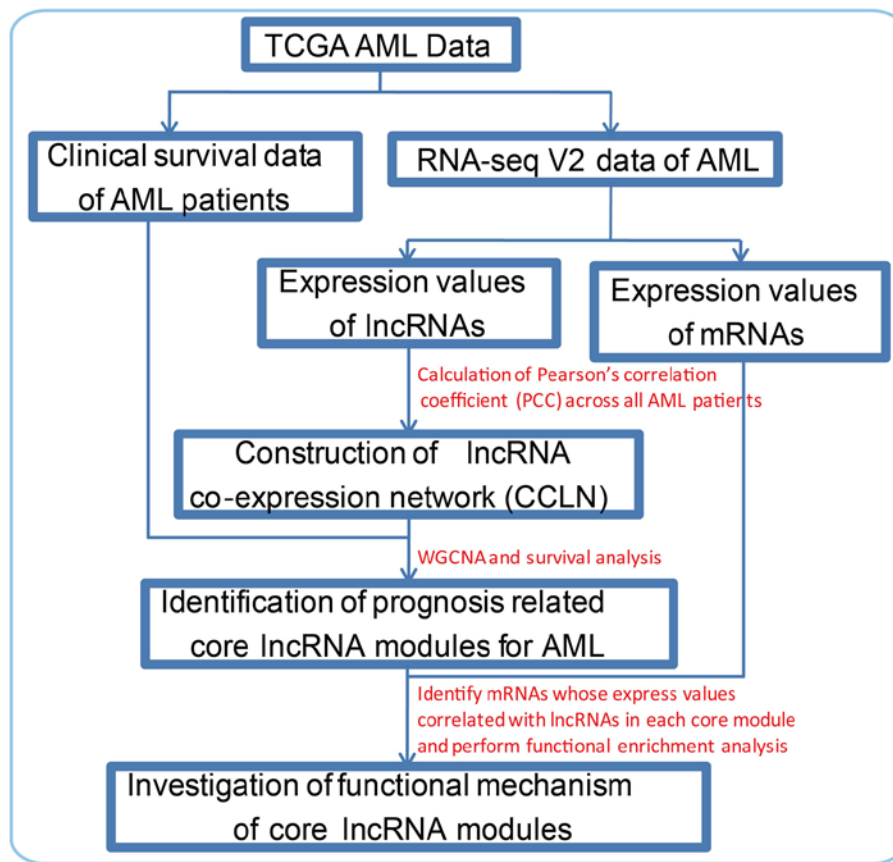 TCGA AML Data
Clinical survival data
of AML patients
RNA-seq V2 data of AML
Expression values
of lncRNAs
Expression values
of mRNAs
Calculation of Pearson's correlation
coefficient (PCC) across all AML patients
Construction of lncRNA
co-expression network (CCLN)
WGCNA and survival analysis
Identification of prognosis related
core lncRNA modules for AML
Identify mRNAs whose express values
correlated with lncRNAs in each core module
and perform functional enrichment analysis
Investigation of functional mechanism
of core lncRNA modules